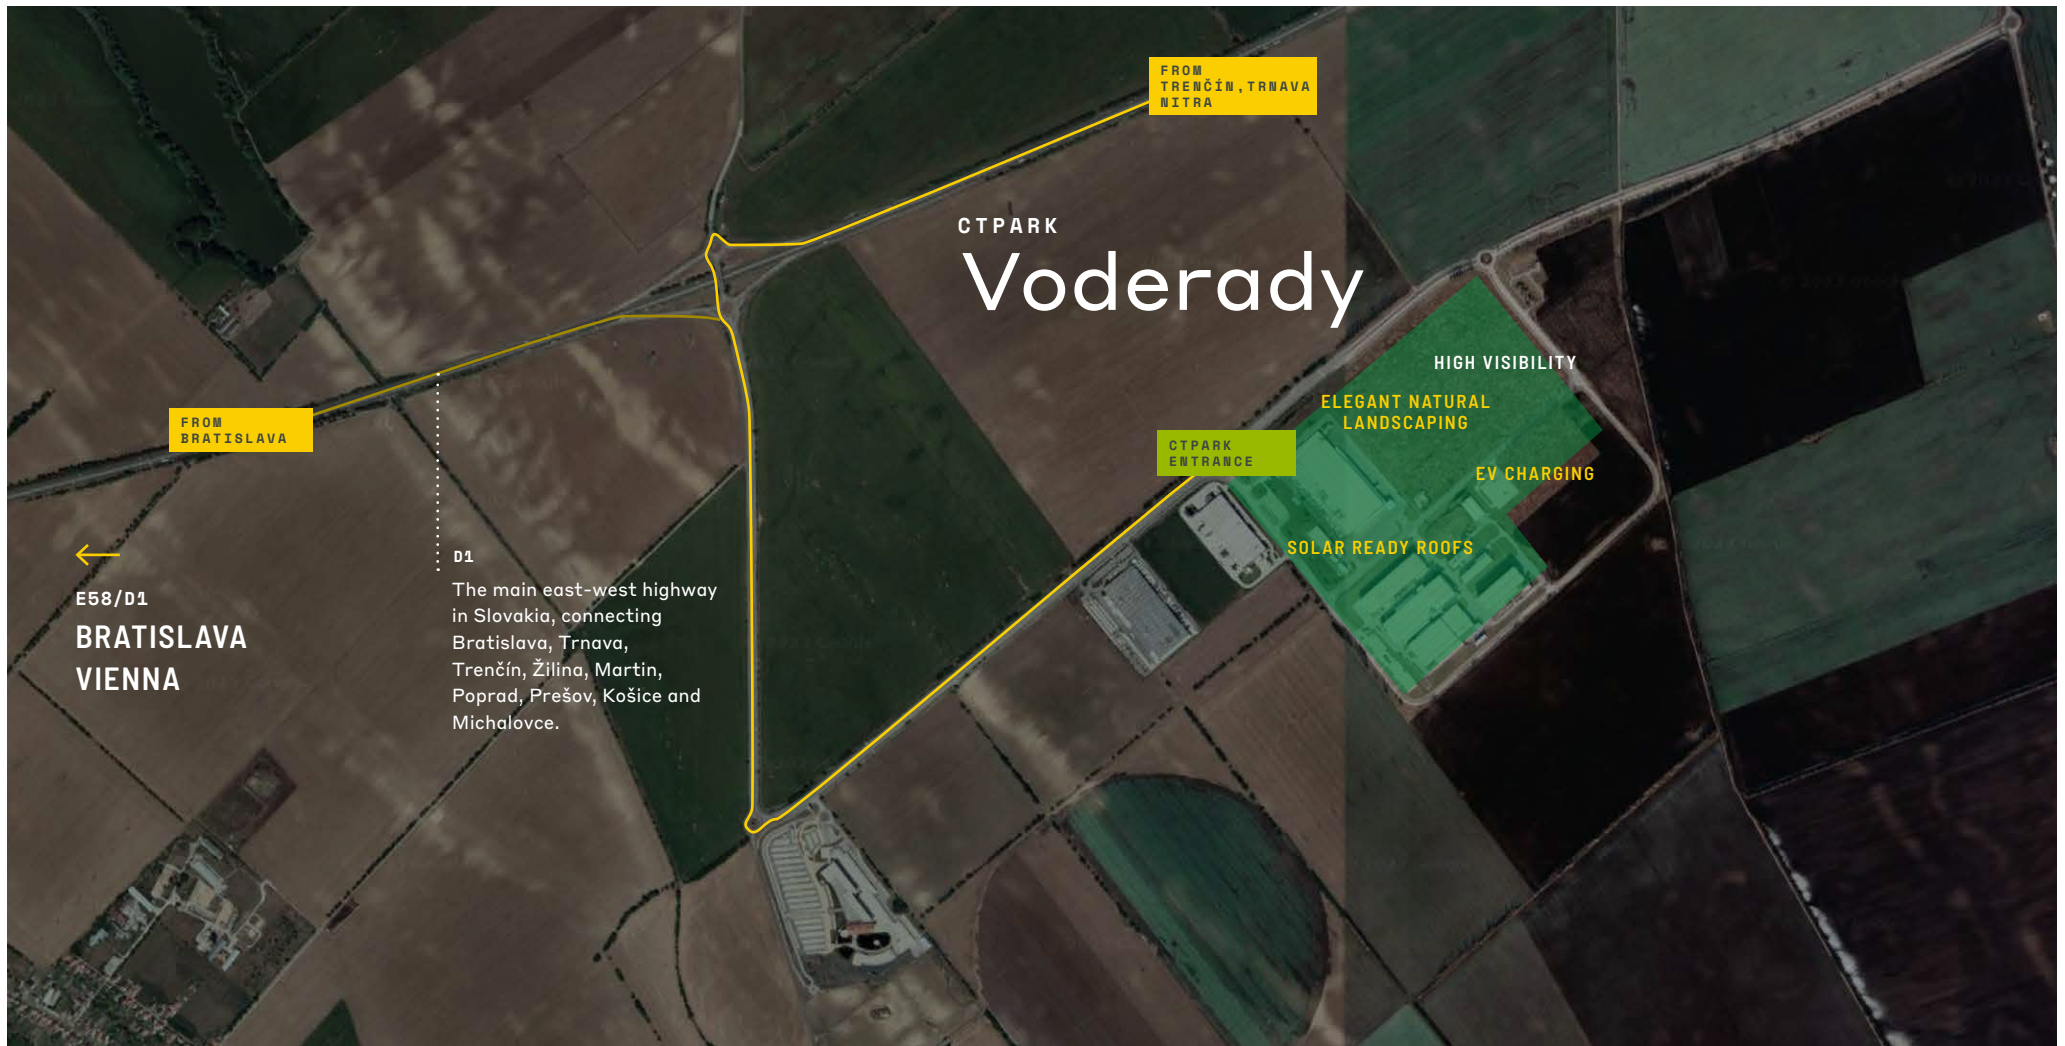 FROM
TRENČÍN,TRNAVA
NITRA
CTPARK
Voderady
HIGH VISIBILITY
ELEGANT NATURAL
LANDSCAPING
FROM
BRATISLAVA
CTPARK
ENTRANCE
EV CHARGING
SOLAR READY ROOFS
E58/D1
BRATISLAVA
VIENNA
D1
The main east-west highway
in Slovakia, connecting
Bratislava, Trnava,
Trenčín, Žilina, Martin,
Poprad, Prešov, Košice and
Michalovce.